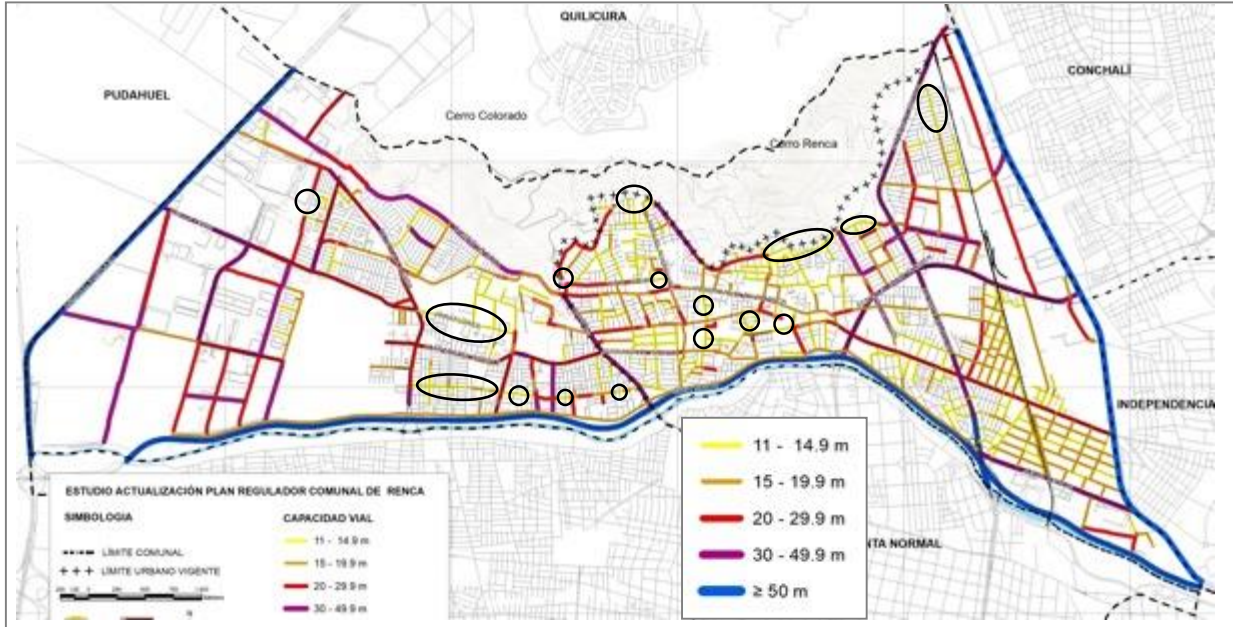 QUILICURA
CONCHALÍ
PUDAHUEL
Cerro Colorado
Cerro Renca
INDEPENDENCIA
NTA NORMAL
11 - 14.9 m
15 - 19.9 m
20 - 29.9 m
30 - 49.9 m
≥ 50 m
ESTUDIO ACTUALIZACIÓN PLAN REGULADOR COMUNAL DE RENCA
SIMBOLOGIA
LÍMITE COMUNAL
LÍMITE URBANO VIGENTE
CAPACIDAD VIAL
11 - 14.9 m
15 - 19.9 m
20 - 29.9 m
30 - 49.9 m
N